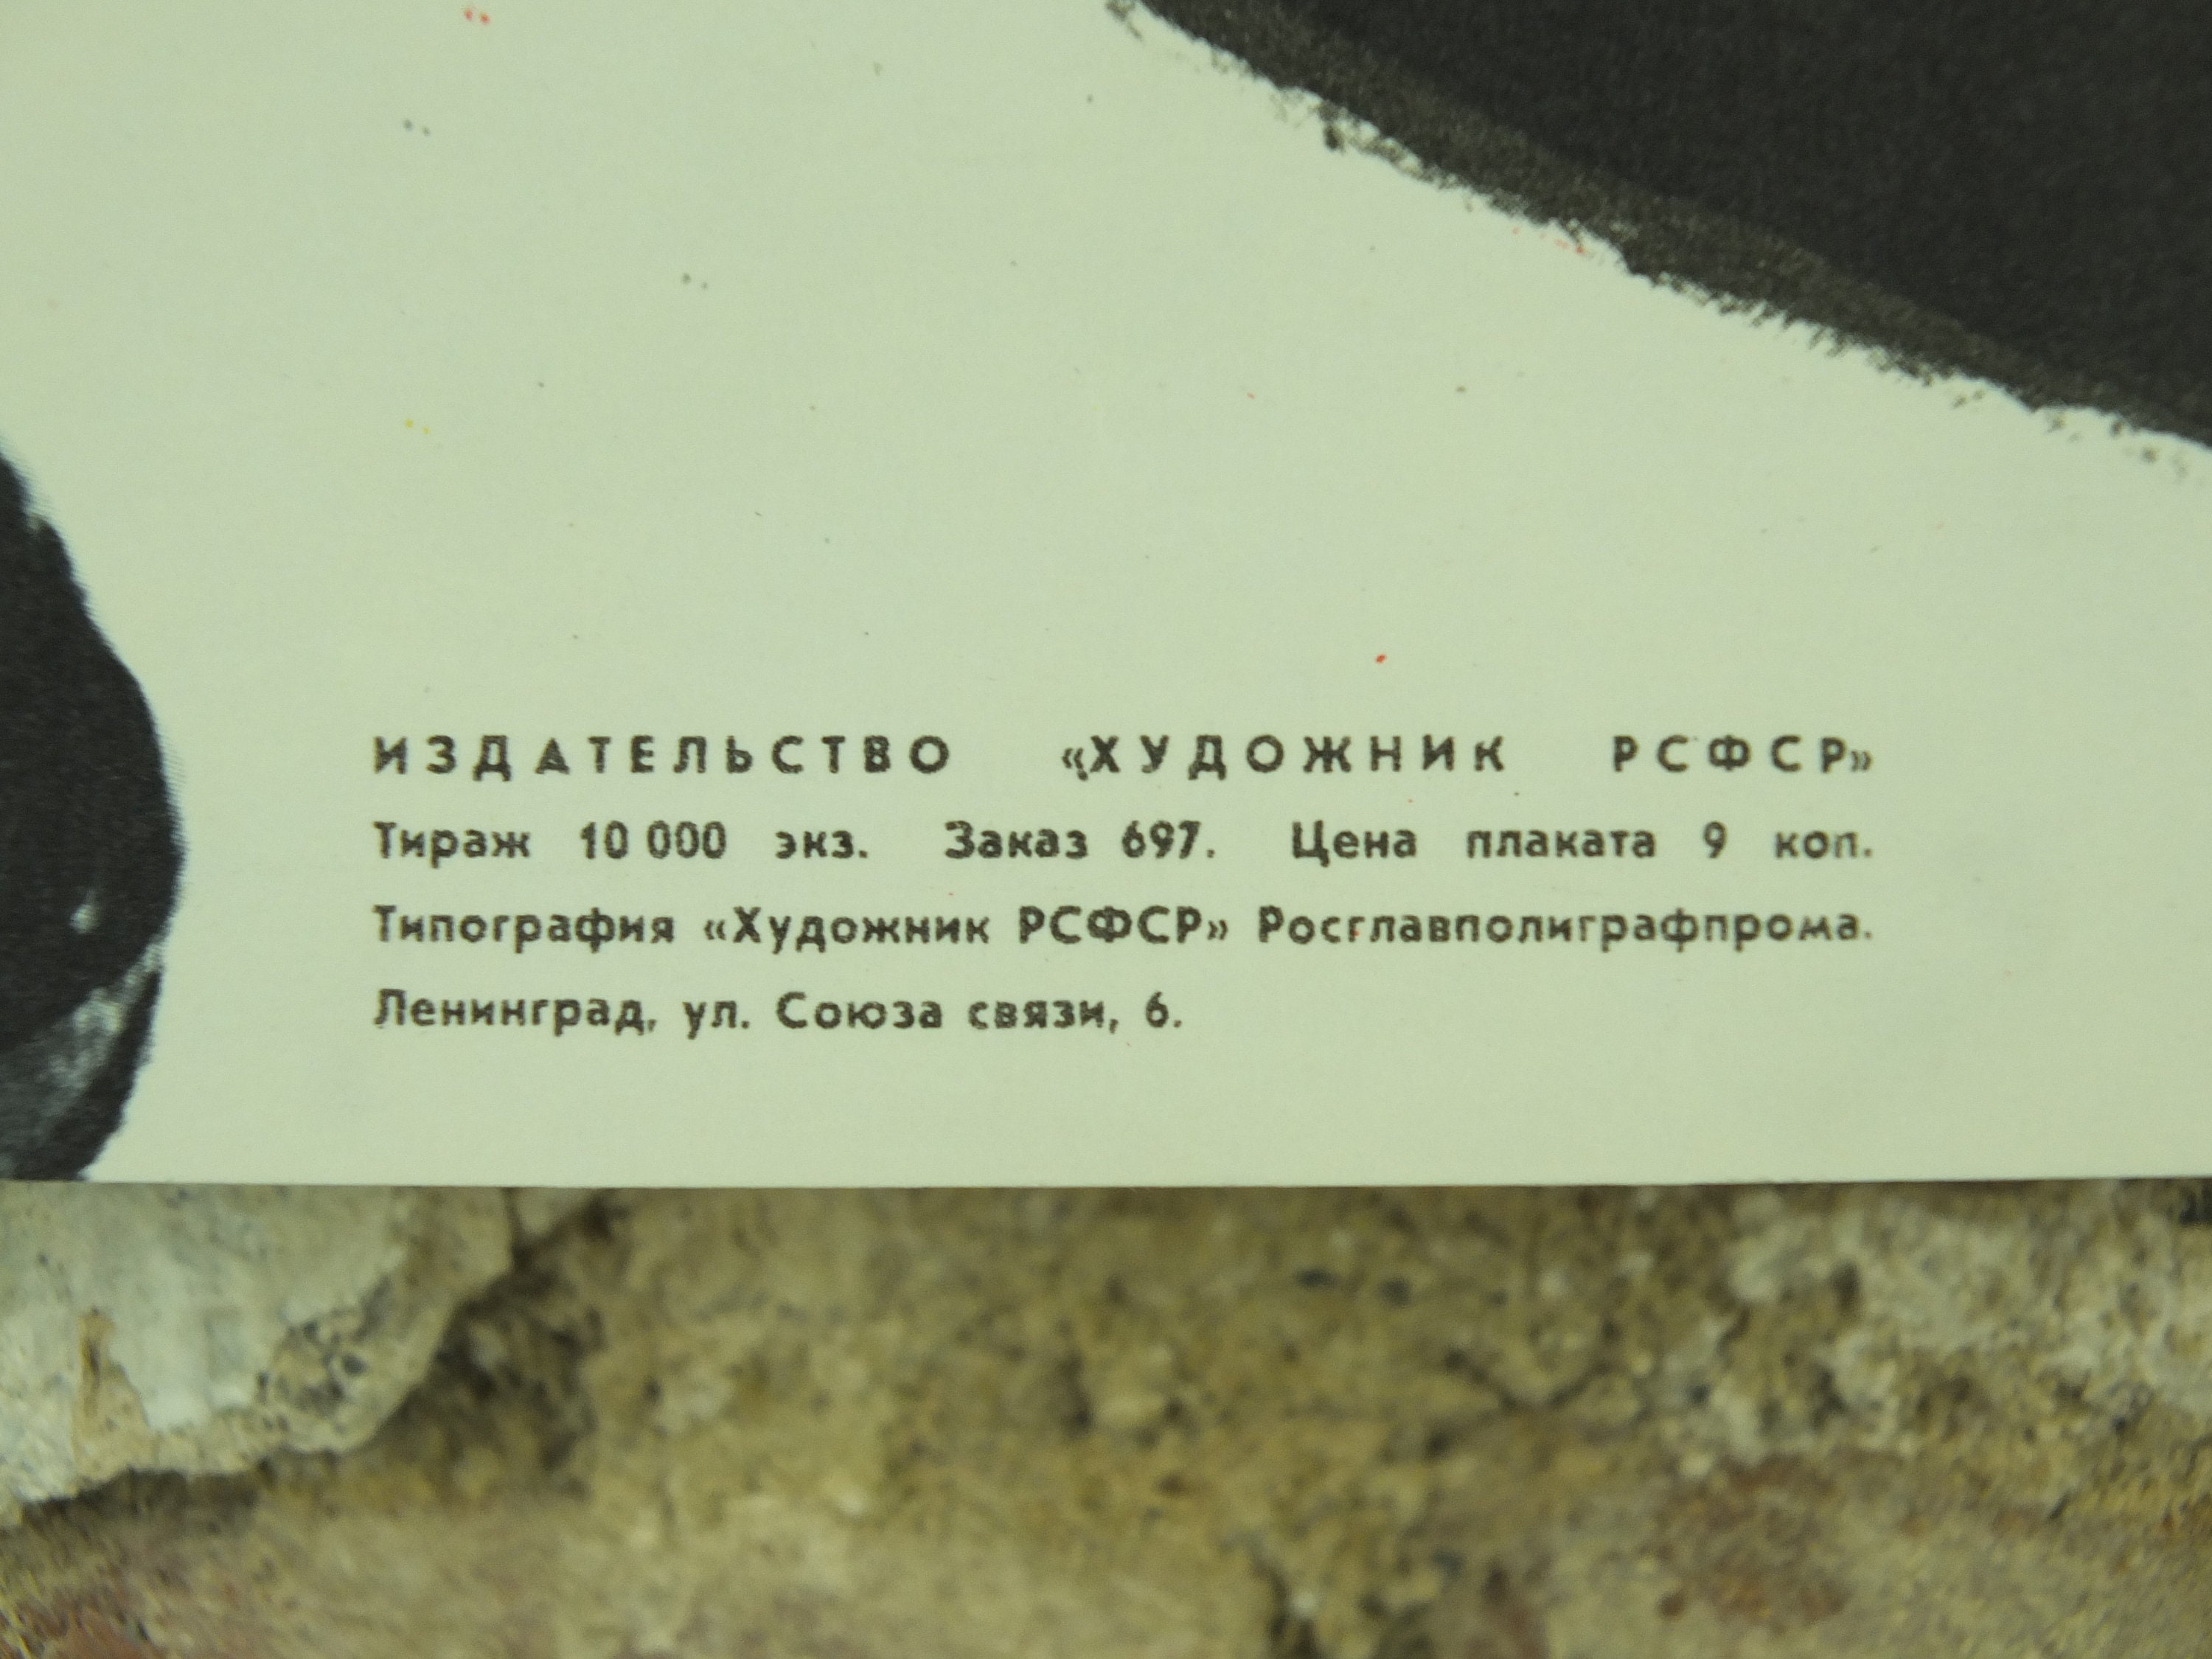 ИЗДАТЕЛЬСТВО «ХУДОЖНИК РСФСР»
Тираж 10 000 экз. Заказ 697. Цена плаката 9 коп.
Типография «Художник РСФСР» Росглавполиграфпрома.
Ленинград, ул. Союза связи, 6.